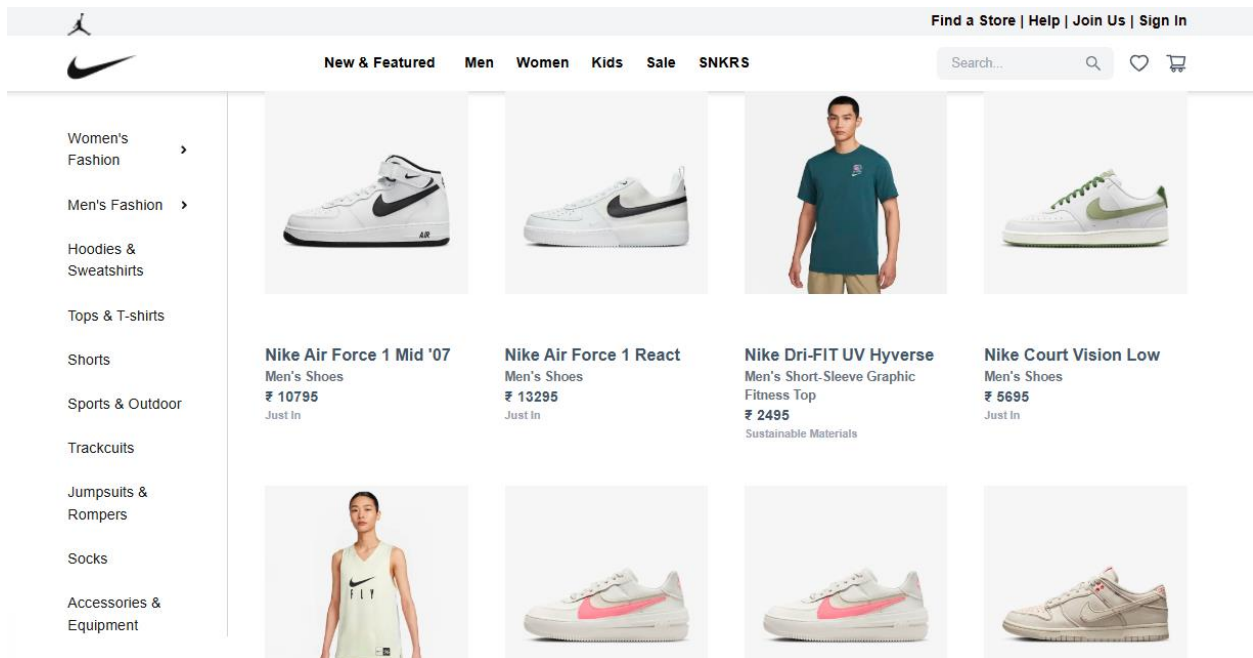 Find a Store | Help | Join Us | Sign In
New & Featured Men Women Kids Sale SNKRS
Search...
Women's
Fashion
Men's Fashion
Hoodies &
Sweatshirts
Tops & T-shirts
Shorts
Sports & Outdoor
Trackcuits
Jumpsuits &
Rompers
Socks
Accessories &
Equipment
AIR
Nike Air Force 1 Mid '07
Men's Shoes
₹ 10795
Just In
Nike Air Force 1 React
Men's Shoes
₹ 13295
Just In
Nike Dri-FIT UV Hyverse
Men's Short-Sleeve Graphic
Fitness Top
₹ 2495
Sustainable Materials
Nike Court Vision Low
Men's Shoes
₹ 5695
Just In
FLY